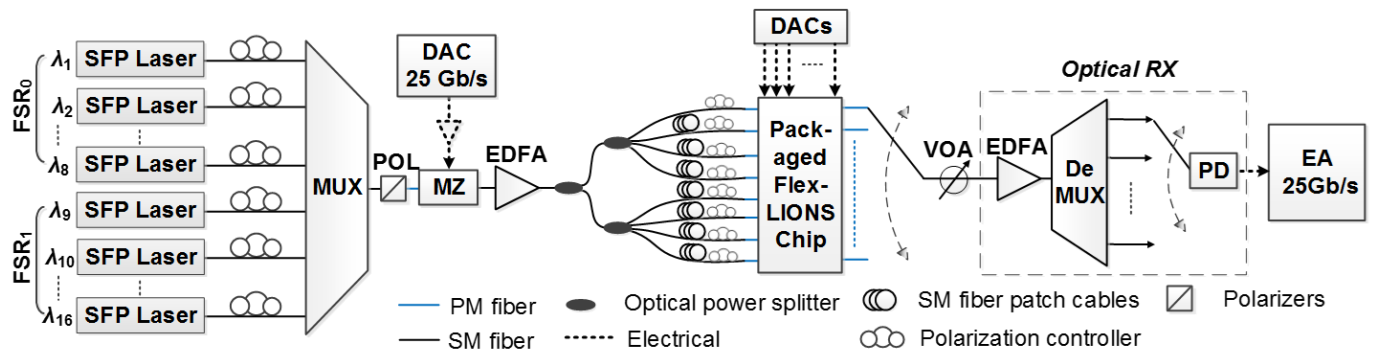 FSR0
λ1 SFP Laser
λ2 SFP Laser
λ8 SFP Laser
FSR1
λ9 SFP Laser
λ10 SFP Laser
λ16 SFP Laser
MUX
POL
DAC
25 Gb/s
MZ
EDFA
DACs
Pack-
aged
Flex-
LIONS
Chip
VOA
Optical RX
EDFA
De
MUX
PD
EA
25Gb/s
PM fiber
Optical power splitter
SM fiber patch cables
Polarizers
SM fiber
Electrical
Polarization controller